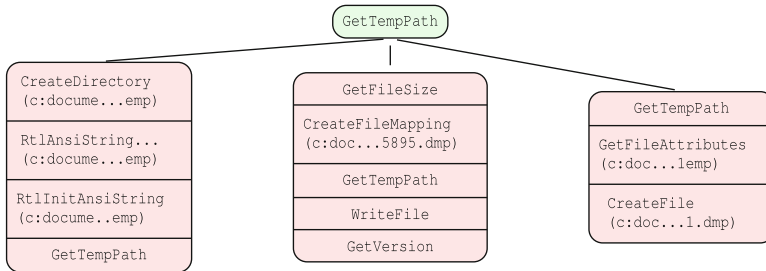 GetTempPath
CreateDirectory
(c:docume...emp)
RtlAnsiString...
(c:docume...emp)
RtlInitAnsiString
(c:docume..emp)
GetTempPath
GetFileSize
CreateFileMapping
(c:doc...5895.dmp)
GetTempPath
WriteFile
GetVersion
GetTempPath
GetFileAttributes
(c:doc...1emp)
CreateFile
(c:doc...1.dmp)